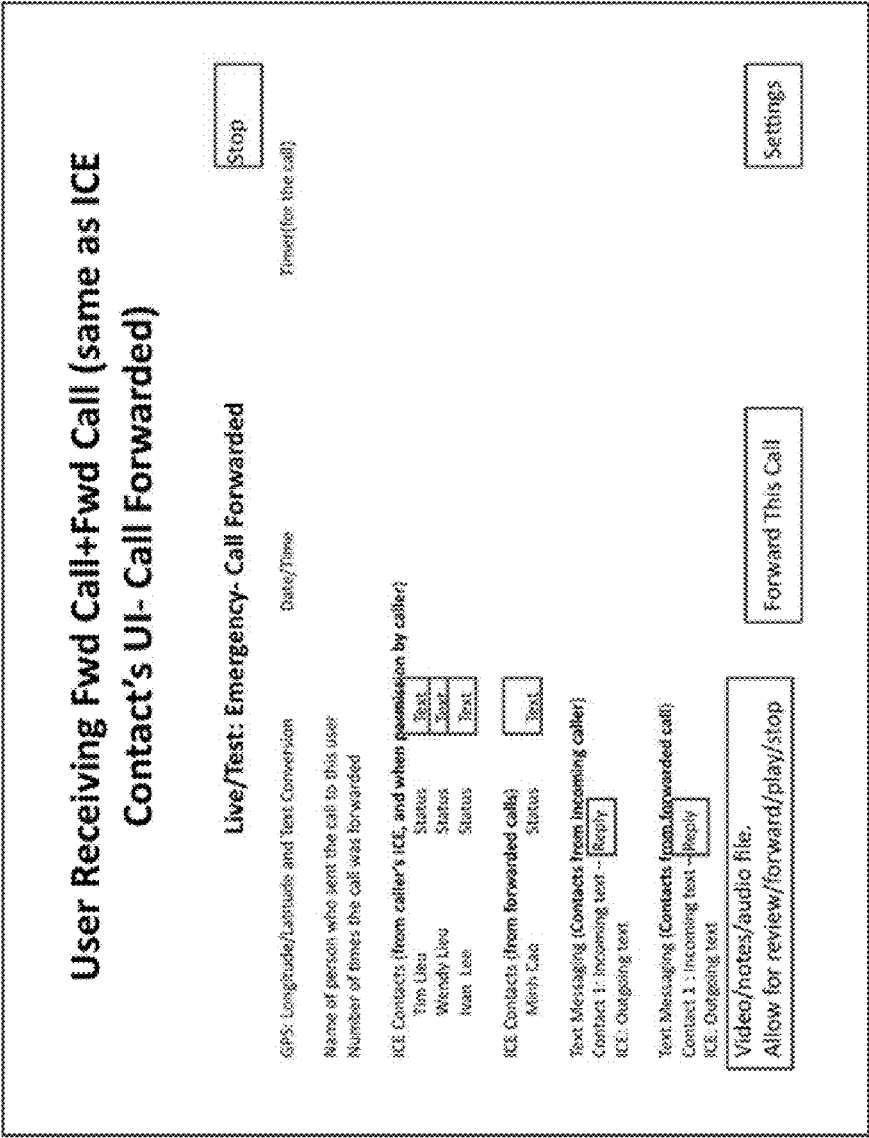 User Receiving Fwd Call+Fwd Call (same as ICE
Contact's UI- Call Forwarded)
Live/Test: Emergency- Call Forwarded
Stop
GPS: Longitude/Latitude and Text Conversion
Date/Time
Timer(for the call)
Name of person who sent the call to this user
Number of times the call was forwarded
ICE Contacts (from caller's ICE, and when permission by caller)
Tim Lieu Status Text
Wendy Lieu Status Text
Ivan Lee Status Text
ICE Contacts (from forwarded calls)
Minh Cao Status Text
Text Messaging (Contacts from incoming caller)
Contact 1: Incoming text -- Reply
ICE: Outgoing text
Text Messaging (Contacts from forwarded call)
Contact 1 : Incoming text -- Reply
ICE: Outgoing text
Video/notes/audio file.
Allow for review/forward/play/stop
Forward This Call
Settings